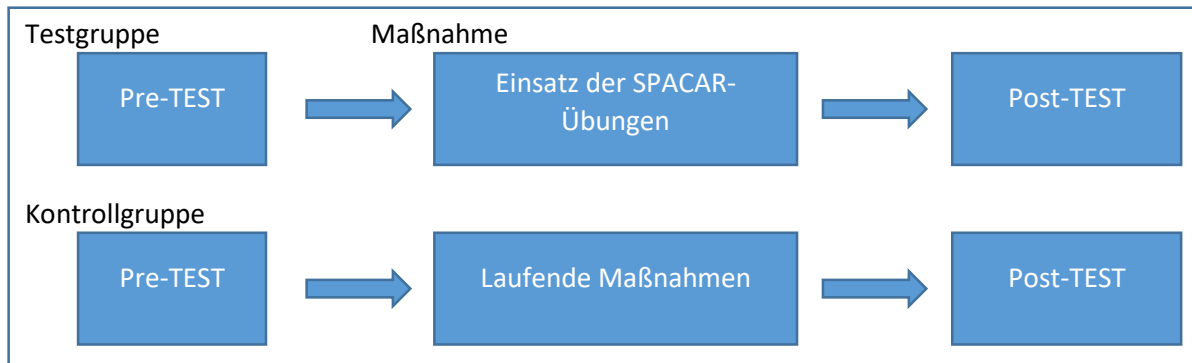 Testgruppe
Maßnahme
Pre-TEST
Einsatz der SPACAR-
Übungen
Post-TEST
Kontrollgruppe
Pre-TEST
Laufende Maßnahmen
Post-TEST